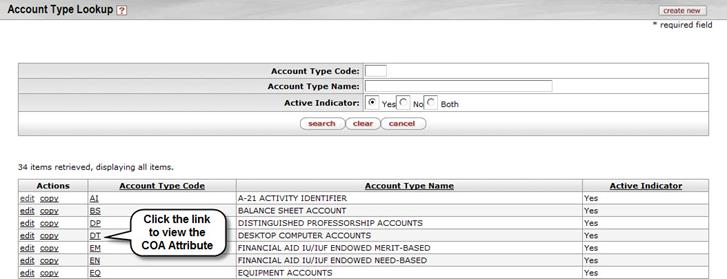 Account Type Lookup ?
create new
* required field
Account Type Code:
Account Type Name:
Active Indicator: Yes No Both
search clear cancel
34 items retrieved, displaying all items.
Actions Account Type Code Account Type Name Active Indicator
edit copy AI A-21 ACTIVITY IDENTIFIER Yes
edit copy BS BALANCE SHEET ACCOUNT Yes
edit copy DP DISTINGUISHED PROFESSORSHIP ACCOUNTS Yes
edit copy DT DESKTOP COMPUTER ACCOUNTS Yes
edit copy EM FINANCIAL AID IU/IUF ENDOWED MERIT-BASED Yes
edit copy EN FINANCIAL AID IU/IUF ENDOWED NEED-BASED Yes
edit copy EQ EQUIPMENT ACCOUNTS Yes
Click the link
to view the
COA Attribute